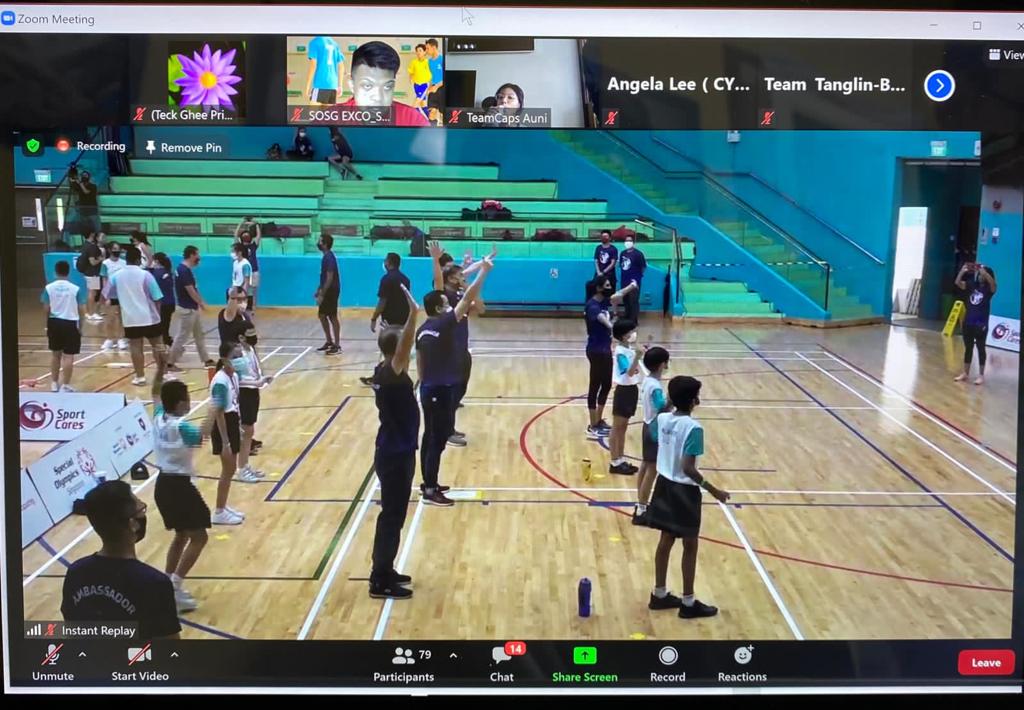 Zoom Meeting
View
(Teck Ghee Pri...
SOSG EXCO_S...
TeamCaps Auni
Angela Lee ( CY...
Team Tanglin-B...
Recording
Remove Pin
Sport
Cares
Special
Olympics
AMBASSADOR
Instant Replay
Unmute
Start Video
79
Participants
14
Chat
Share Screen
Record
Reactions
Leave